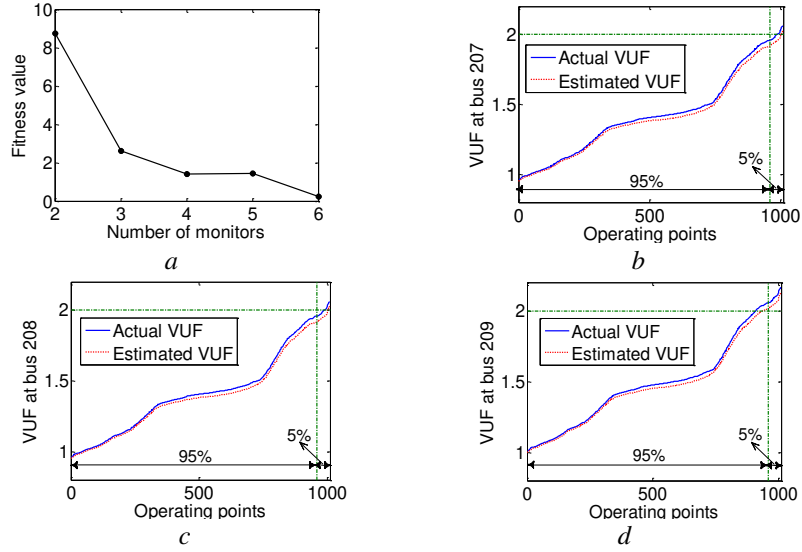 10
8
6
4
2
0
Fitness value
2 3 4 5 6
Number of monitors
a
2
1.5
1
VUF at bus 207
Actual VUF
Estimated VUF
95%
5%
0 500 1000
Operating points
b
2
1.5
1
VUF at bus 208
Actual VUF
Estimated VUF
95%
5%
0 500 1000
Operating points
c
2
1.5
1
VUF at bus 209
Actual VUF
Estimated VUF
95%
5%
0 500 1000
Operating points
d